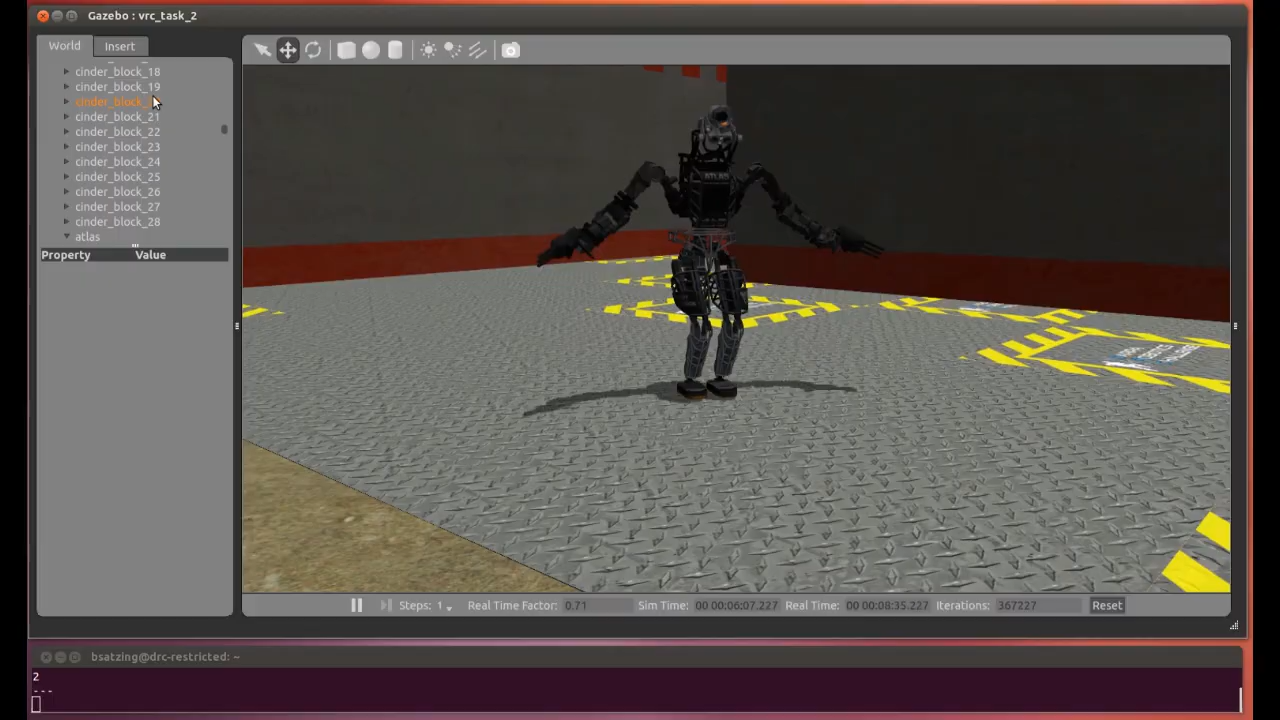 Gazebo : vrc_task_2
World
Insert
cinder_block_18
cinder_block_19
cinder_block_
cinder_block_21
cinder_block_22
cinder_block_23
cinder_block_24
cinder_block_25
cinder_block_26
cinder_block_27
cinder_block_28
atlas
Property Value
ATLAS
Steps: 1 Real Time Factor: 0.71 Sim Time: 00 00:06:07.227 Real Time: 00 00:08:35.227 Iterations: 367227 Reset
bsatzing@drc-restricted: ~
2
---